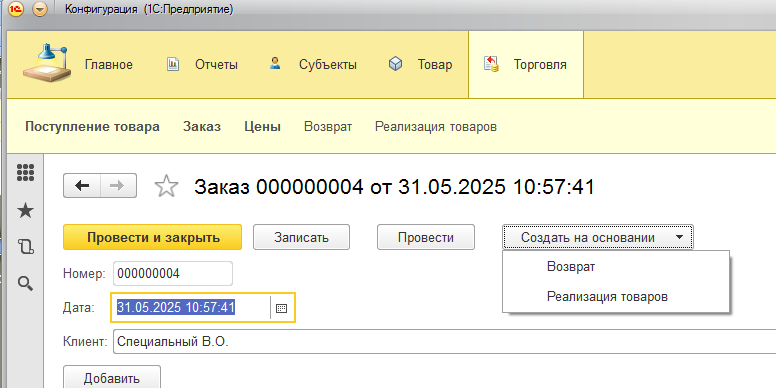 1С Конфигурация (1С:Предприятие)
Главное Отчеты Субъекты Товар Торговля
Поступление товара Заказ Цены Возврат Реализация товаров
Заказ 000000004 от 31.05.2025 10:57:41
Провести и закрыть Записать Провести Создать на основании
Возврат
Номер: 000000004
Реализация товаров
Дата: 31.05.2025 10:57:41
Клиент: Специальный В.О.
Добавить